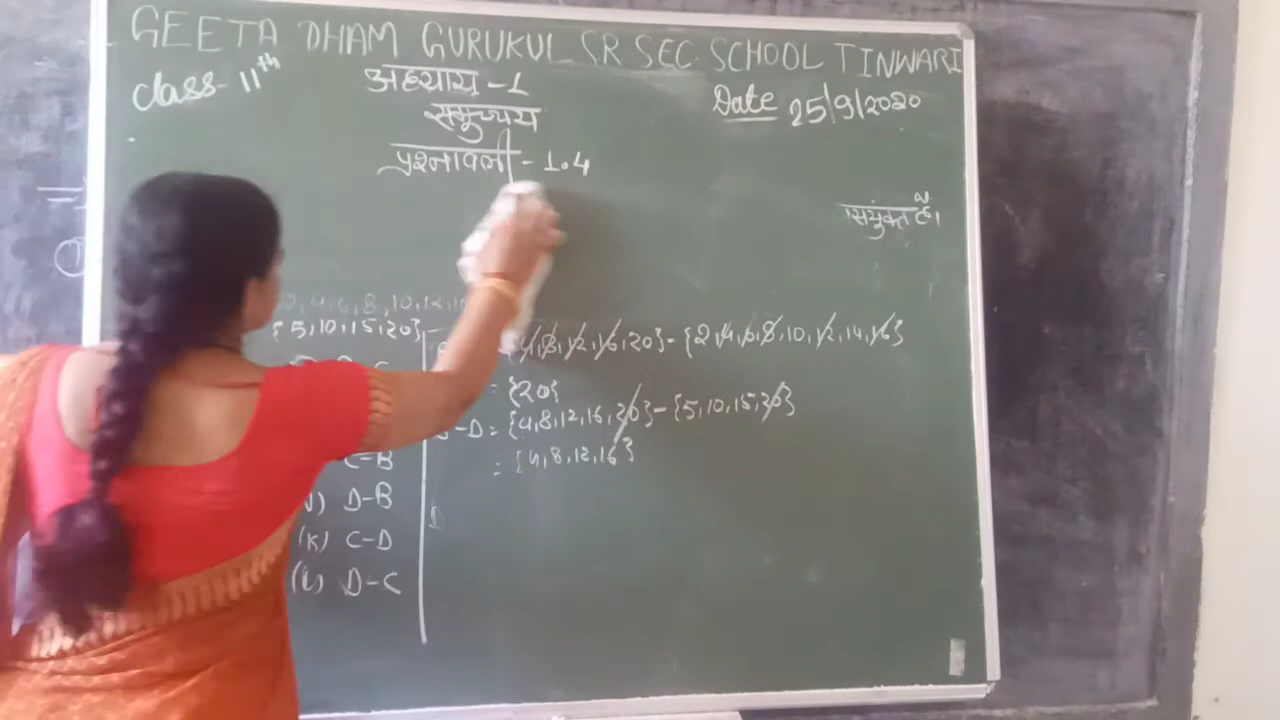 GEETA DHAM GURUKUL SR SEC. SCHOOL TINWARI
class- 11th
अध्याय -1
Date 25/9/2020
समुच्चय
प्रश्नावली - 1.4
संयुक्त है।
2,4,6,8,10,12,1
{5,10,15,20} -
4,8,12,16,20} - {2,4,6,8,10,12,14,16}
= {20}
-D = {4,8,12,16,20} - {5,10,15,20}
= {4,8,12,16}
C-B
D-B
(k) C-D
(l) D-C
D